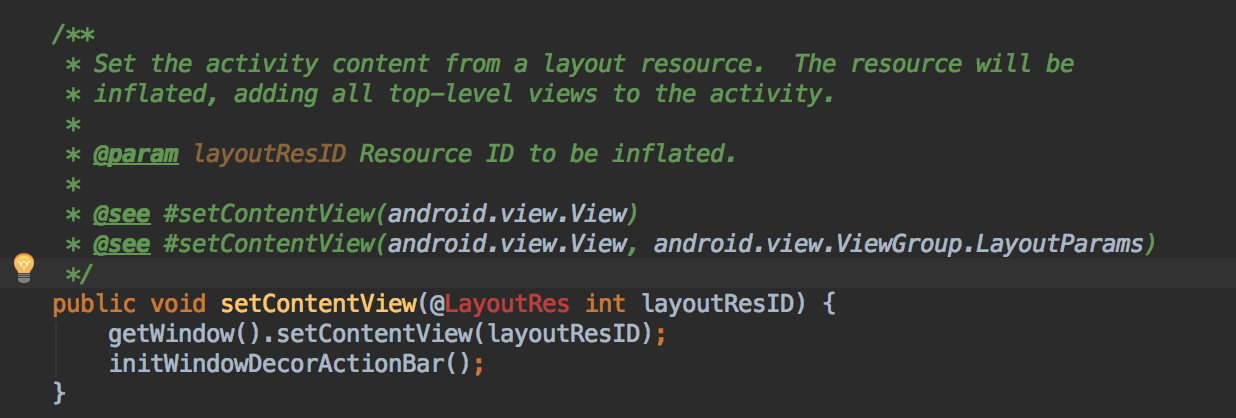 /**
 * Set the activity content from a layout resource.  The resource will be
 * inflated, adding all top-level views to the activity.
 *
 * @param layoutResID Resource ID to be inflated.
 *
 * @see #setContentView(android.view.View)
 * @see #setContentView(android.view.View, android.view.ViewGroup.LayoutParams)
 */
public void setContentView(@LayoutRes int layoutResID) {
    getWindow().setContentView(layoutResID);
    initWindowDecorActionBar();
}